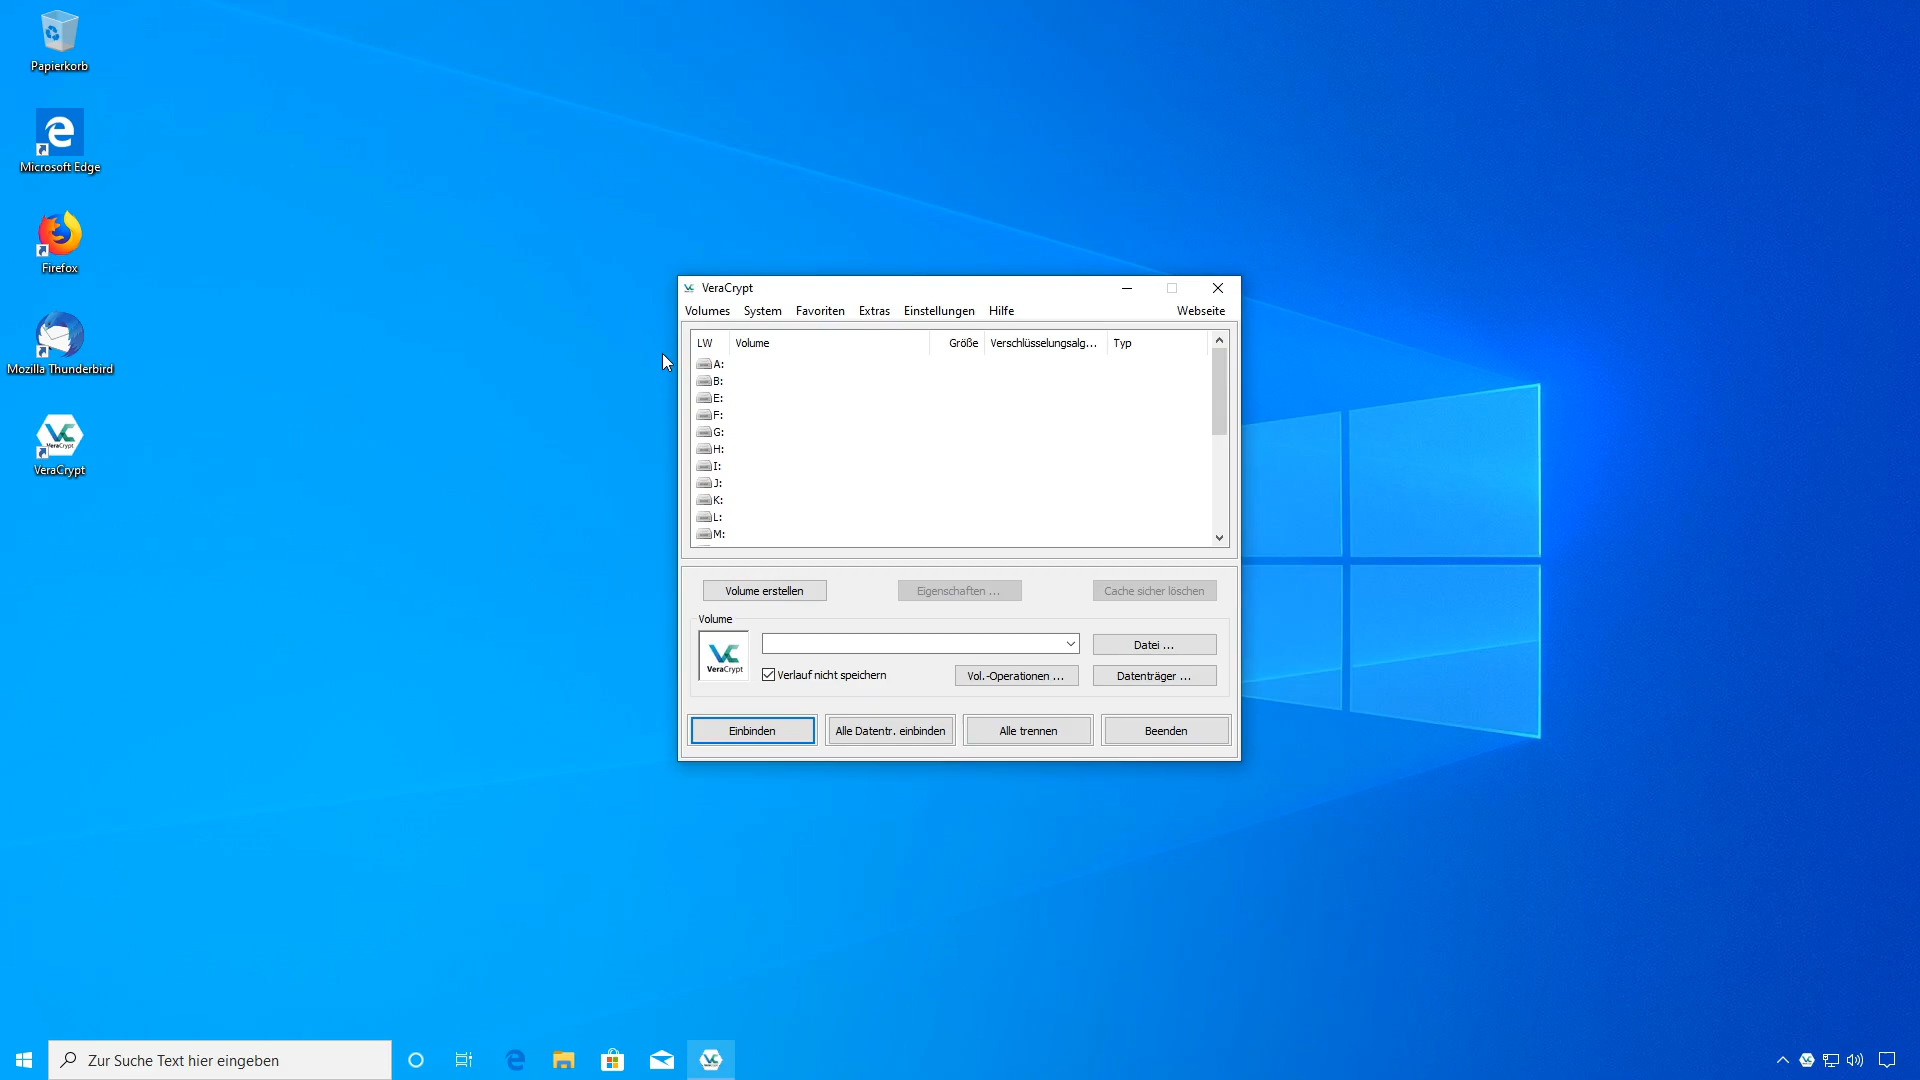 Papierkorb
Microsoft Edge
Firefox
Mozilla Thunderbird
VeraCrypt
VeraCrypt
VeraCrypt
Volumes System Favoriten Extras Einstellungen Hilfe Webseite
LW Volume Größe Verschlüsselungsalg... Typ
A:
B:
E:
F:
G:
H:
I:
J:
K:
L:
M:
Volume erstellen Eigenschaften ... Cache sicher löschen
Volume
Datei ...
VeraCrypt
Verlauf nicht speichern Vol.-Operationen ... Datenträger ...
Einbinden Alle Datentr. einbinden Alle trennen Beenden
Zur Suche Text hier eingeben